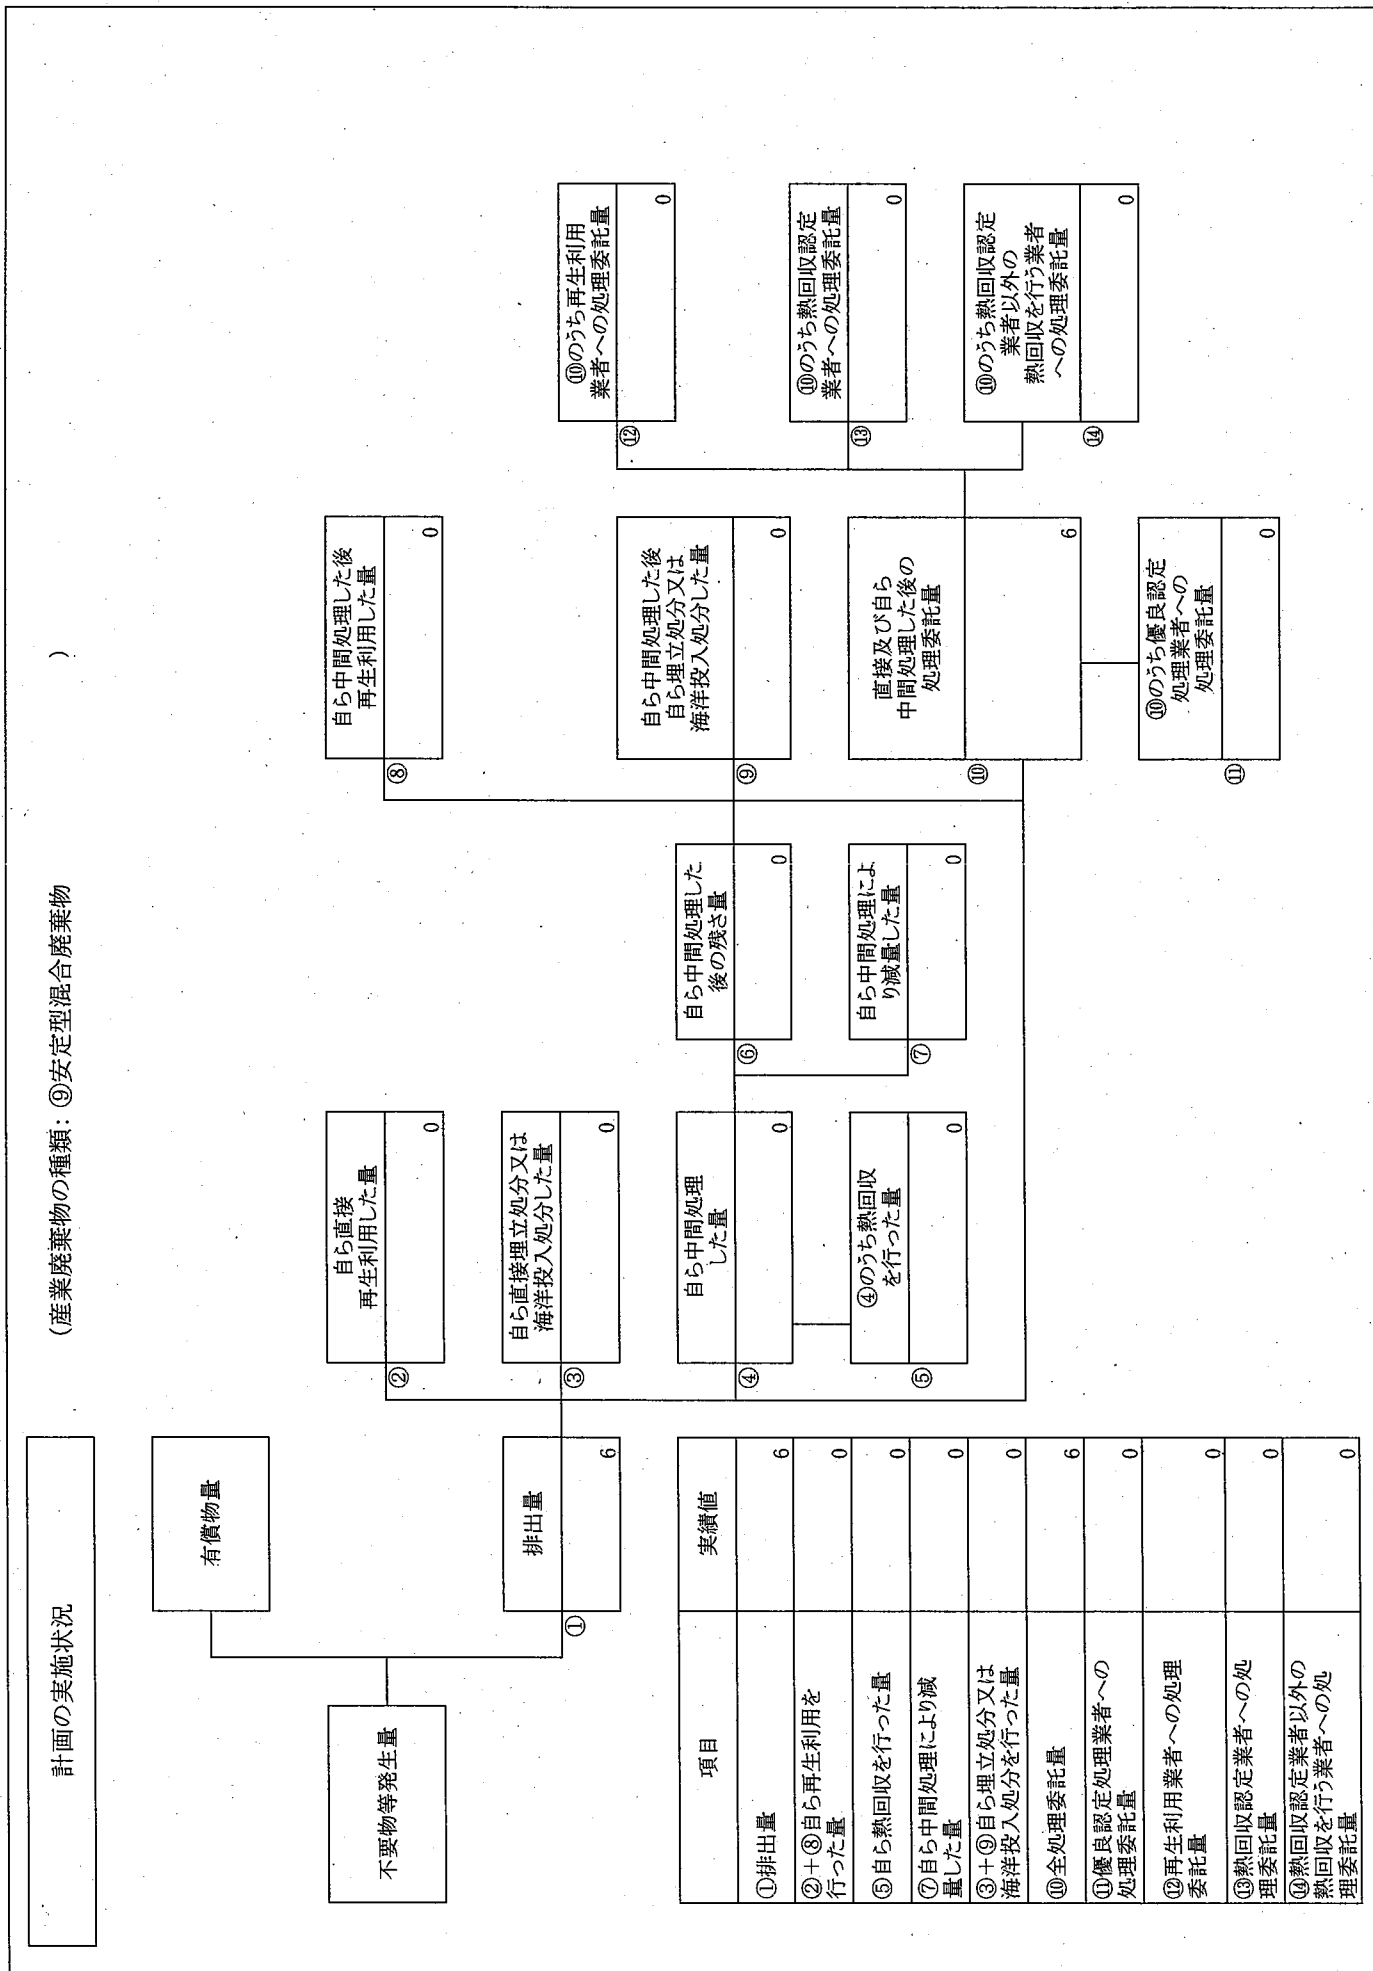 計画の実施状況
(産業廃棄物の種類：⑨安定型混合廃棄物 )
不要物等発生量
有償物量
排出量
①
6
自ら直接
再生利用した量
②
0
自ら直接埋立処分又は
海洋投入処分した量
③
0
自ら中間処理
した量
④
0
④のうち熱回収
を行った量
⑤
0
自ら中間処理した
後の残さ量
⑥
0
自ら中間処理によ
り減量した量
⑦
0
自ら中間処理した後
再生利用した量
⑧
0
自ら中間処理した後
自ら埋立処分又は
海洋投入処分した量
⑨
0
直接及び自ら
中間処理した後の
処理委託量
⑩
6
⑩のうち優良認定
処理業者への
処理委託量
⑪
0
⑩のうち再生利用
業者への処理委託量
⑫
0
⑩のうち熱回収認定
業者への処理委託量
⑬
0
⑩のうち熱回収認定
業者以外の
熱回収を行う業者
への処理委託量
⑭
0
項目 実績値
①排出量 6
②+⑧自ら再生利用を
行った量 0
⑤自ら熱回収を行った量 0
⑦自ら中間処理により減
量した量 0
③+⑨自ら埋立処分又は
海洋投入処分を行った量 0
⑩全処理委託量 6
⑪優良認定処理業者への
処理委託量 0
⑫再生利用業者への処理
委託量 0
⑬熱回収認定業者への処
理委託量 0
⑭熱回収認定業者以外の
熱回収を行う業者への処
理委託量 0